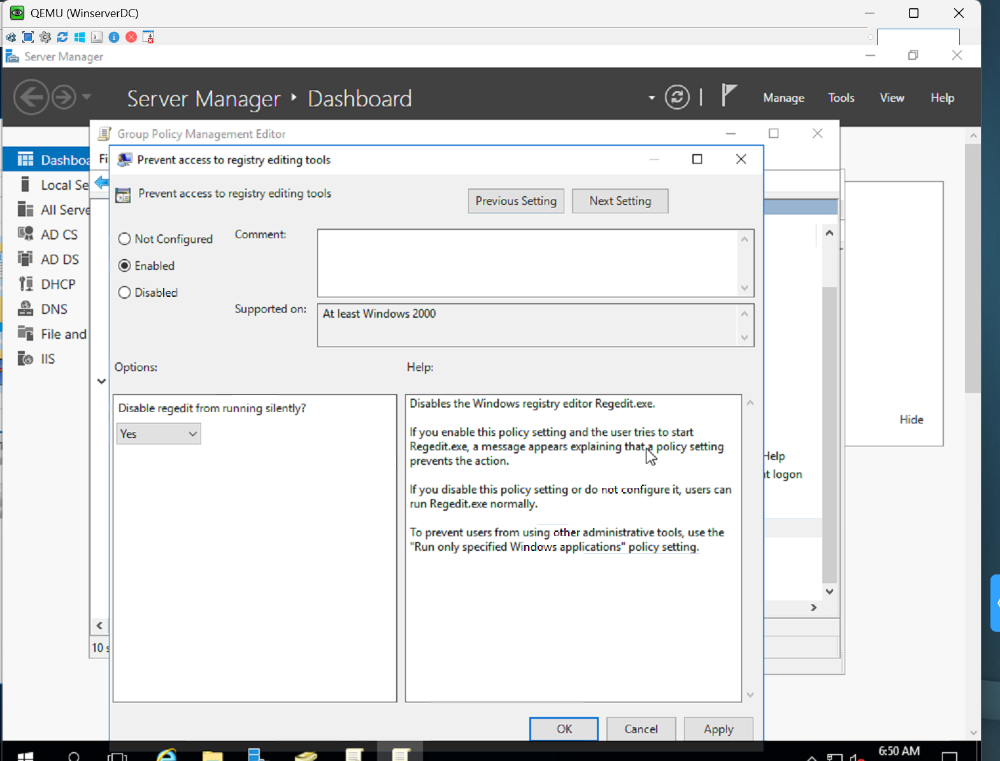 QEMU (WinserverDC)
Server Manager
Server Manager Dashboard
Manage Tools View Help
Group Policy Management Editor
Prevent access to registry editing tools
Prevent access to registry editing tools
Previous Setting Next Setting
Dashboa
Local Se
All Serve
AD CS
AD DS
DHCP
DNS
File and
IIS
Fi
Not Configured
Enabled
Disabled
Comment:
Supported on:
At least Windows 2000
Options:
Help:
Disable regedit from running silently?
Yes
Disables the Windows registry editor Regedit.exe.
If you enable this policy setting and the user tries to start
Regedit.exe, a message appears explaining that a policy setting
prevents the action.
If you disable this policy setting or do not configure it, users can
run Regedit.exe normally.
To prevent users from using other administrative tools, use the
"Run only specified Windows applications" policy setting.
Hide
Help
t logon
10 s
OK Cancel Apply
6:50 AM